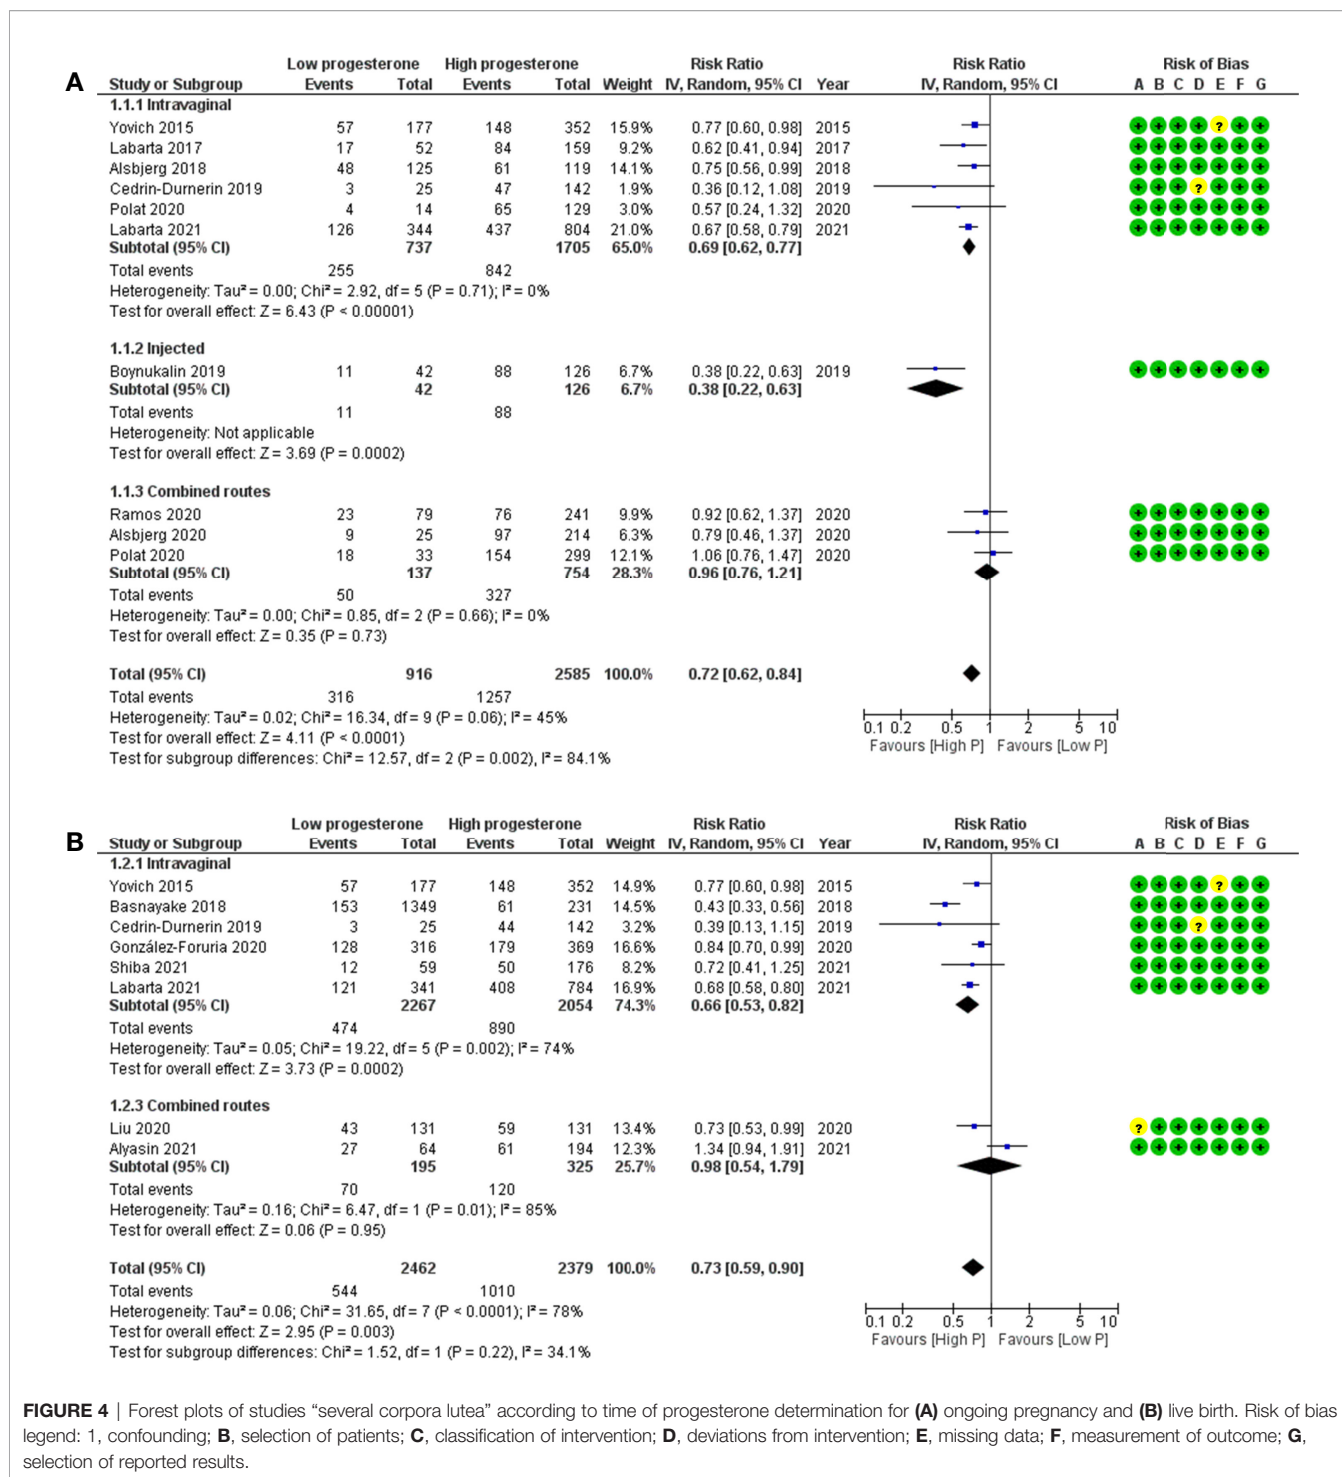 A
Low progesterone High progesterone Risk Ratio Risk Ratio Risk of Bias
Study or Subgroup Events Total Events Total Weight IV, Random, 95% CI Year IV, Random, 95% CI A B C D E F G
1.1.1 Intravaginal
Yovich 2015 57 177 148 352 15.9% 0.77 [0.60, 0.98] 2015 + + + + ? + +
Labarta 2017 17 52 84 159 9.2% 0.62 [0.41, 0.94] 2017 + + + + + + +
Alsbjerg 2018 48 125 61 119 14.1% 0.75 [0.56, 0.99] 2018 + + + + + + +
Cedrin-Durnerin 2019 3 25 47 142 1.9% 0.36 [0.12, 1.08] 2019 + + + ? + + +
Polat 2020 4 14 65 129 3.0% 0.57 [0.24, 1.32] 2020 + + + + + + +
Labarta 2021 126 344 437 804 21.0% 0.67 [0.58, 0.79] 2021 + + + + + + +
Subtotal (95% CI) 737 1705 65.0% 0.69 [0.62, 0.77]
Total events 255 842
Heterogeneity: Tau² = 0.00; Chi² = 2.92, df = 5 (P = 0.71); I² = 0%
Test for overall effect: Z = 6.43 (P < 0.00001)
1.1.2 Injected
Boynukalin 2019 11 42 88 126 6.7% 0.38 [0.22, 0.63] 2019 + + + + + + +
Subtotal (95% CI) 42 126 6.7% 0.38 [0.22, 0.63]
Total events 11 88
Heterogeneity: Not applicable
Test for overall effect: Z = 3.69 (P = 0.0002)
1.1.3 Combined routes
Ramos 2020 23 79 76 241 9.9% 0.92 [0.62, 1.37] 2020 + + + + + + +
Alsbjerg 2020 9 25 97 214 6.3% 0.79 [0.46, 1.37] 2020 + + + + + + +
Polat 2020 18 33 154 299 12.1% 1.06 [0.76, 1.47] 2020 + + + + + + +
Subtotal (95% CI) 137 754 28.3% 0.96 [0.76, 1.21]
Total events 50 327
Heterogeneity: Tau² = 0.00; Chi² = 0.85, df = 2 (P = 0.66); I² = 0%
Test for overall effect: Z = 0.35 (P = 0.73)
Total (95% CI) 916 2585 100.0% 0.72 [0.62, 0.84]
Total events 316 1257
Heterogeneity: Tau² = 0.02; Chi² = 16.34, df = 9 (P = 0.06); I² = 45%
Test for overall effect: Z = 4.11 (P < 0.0001)
Test for subgroup differences: Chi² = 12.57, df = 2 (P = 0.002), I² = 84.1%
0.1 0.2 0.5 1 2 5 10
Favours [High P] Favours [Low P]
B
Low progesterone High progesterone Risk Ratio Risk Ratio Risk of Bias
Study or Subgroup Events Total Events Total Weight IV, Random, 95% CI Year IV, Random, 95% CI A B C D E F G
1.2.1 Intravaginal
Yovich 2015 57 177 148 352 14.9% 0.77 [0.60, 0.98] 2015 + + + + ? + +
Basnayake 2018 153 1349 61 231 14.5% 0.43 [0.33, 0.56] 2018 + + + + + + +
Cedrin-Durnerin 2019 3 25 44 142 3.2% 0.39 [0.13, 1.15] 2019 + + + ? + + +
González-Foruria 2020 128 316 179 369 16.6% 0.84 [0.70, 0.99] 2020 + + + + + + +
Shiba 2021 12 59 50 176 8.2% 0.72 [0.41, 1.25] 2021 + + + + + + +
Labarta 2021 121 341 408 784 16.9% 0.68 [0.58, 0.80] 2021 + + + + + + +
Subtotal (95% CI) 2267 2054 74.3% 0.66 [0.53, 0.82]
Total events 474 890
Heterogeneity: Tau² = 0.05; Chi² = 19.22, df = 5 (P = 0.002); I² = 74%
Test for overall effect: Z = 3.73 (P = 0.0002)
1.2.3 Combined routes
Liu 2020 43 131 59 131 13.4% 0.73 [0.53, 0.99] 2020 ? + + + + + +
Alyasin 2021 27 64 61 194 12.3% 1.34 [0.94, 1.91] 2021 + + + + + + +
Subtotal (95% CI) 195 325 25.7% 0.98 [0.54, 1.79]
Total events 70 120
Heterogeneity: Tau² = 0.16; Chi² = 6.47, df = 1 (P = 0.01); I² = 85%
Test for overall effect: Z = 0.06 (P = 0.95)
Total (95% CI) 2462 2379 100.0% 0.73 [0.59, 0.90]
Total events 544 1010
Heterogeneity: Tau² = 0.06; Chi² = 31.65, df = 7 (P < 0.0001); I² = 78%
Test for overall effect: Z = 2.95 (P = 0.003)
Test for subgroup differences: Chi² = 1.52, df = 1 (P = 0.22), I² = 34.1%
0.1 0.2 0.5 1 2 5 10
Favours [High P] Favours [Low P]
FIGURE 4 | Forest plots of studies “several corpora lutea” according to time of progesterone determination for (A) ongoing pregnancy and (B) live birth. Risk of bias
legend: 1, confounding; B, selection of patients; C, classification of intervention; D, deviations from intervention; E, missing data; F, measurement of outcome; G,
selection of reported results.